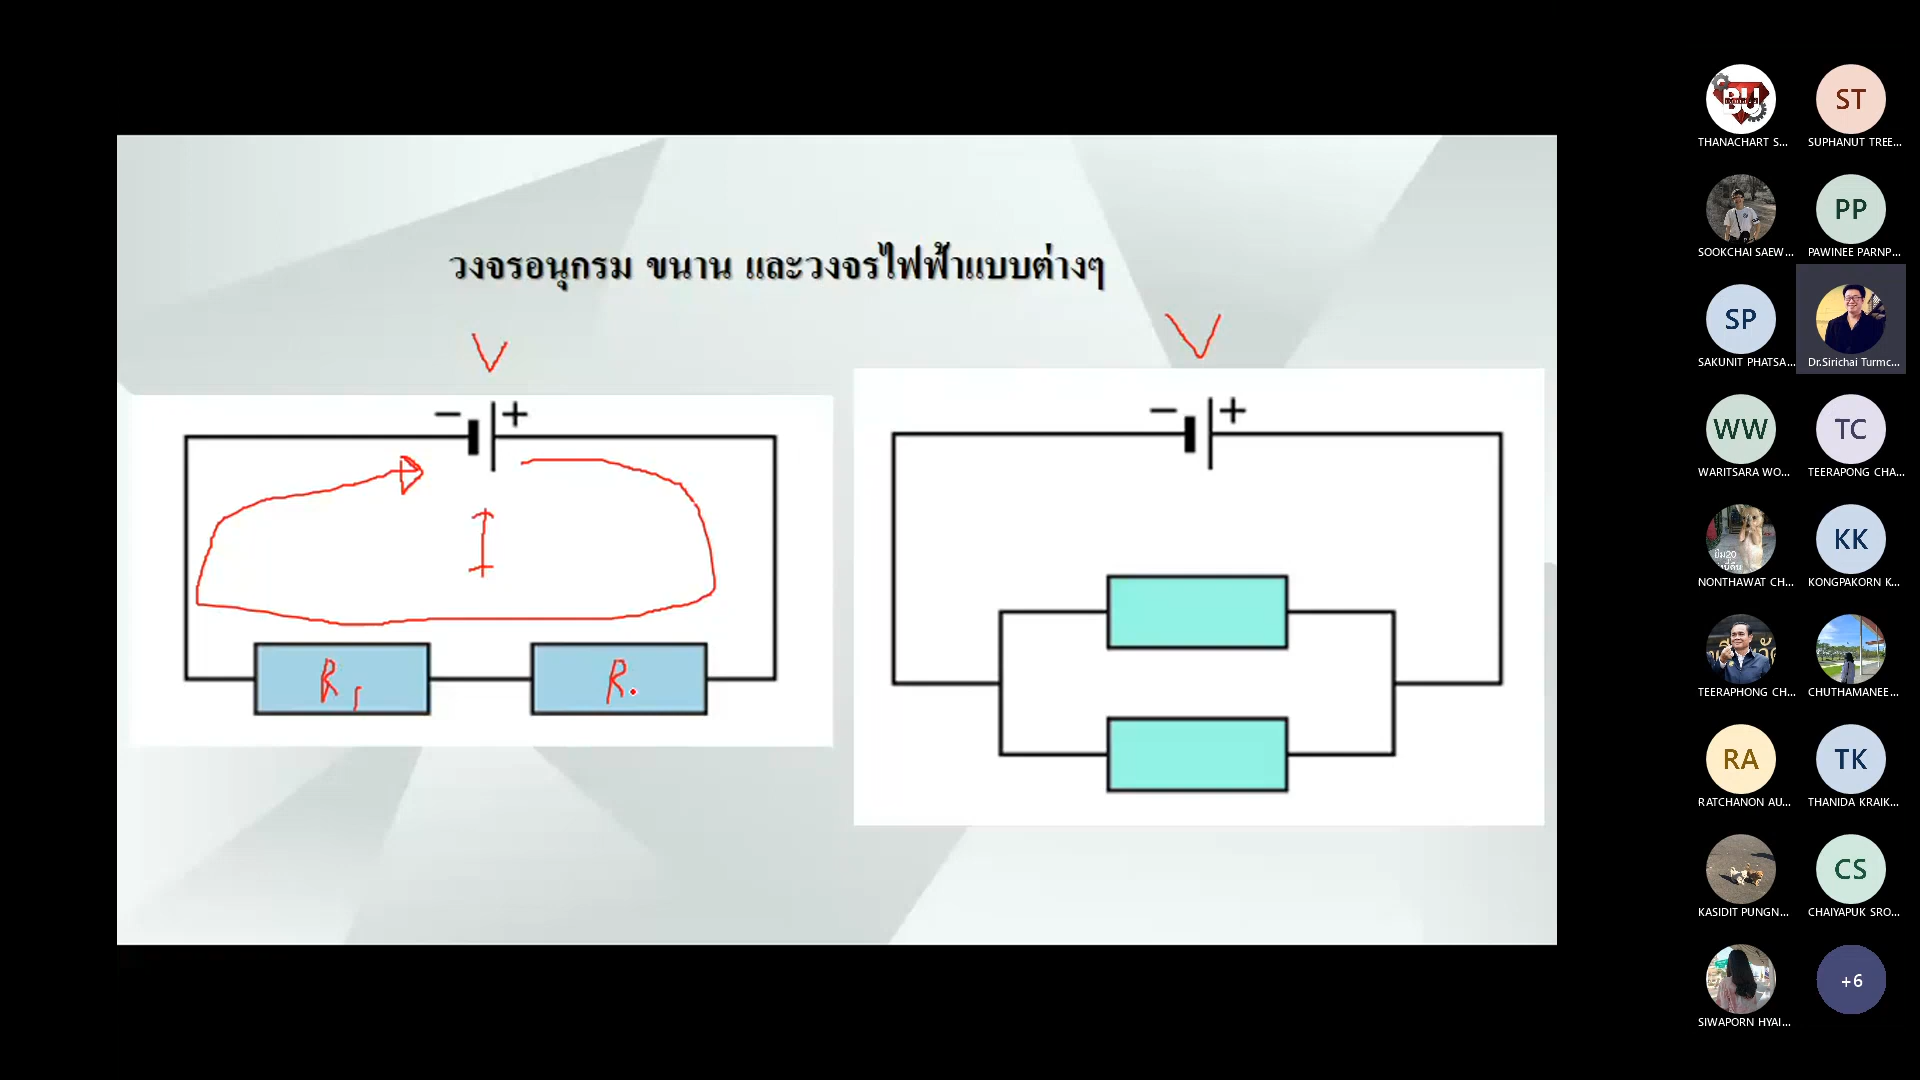 วงจรอนุกรม ขนาน และวงจรไฟฟ้าแบบต่างๆ
V
V
− +
− +
I
R1
R
THANACHART S...
ST
SUPHANUT TREE...
SOOKCHAI SAEW...
PP
PAWINEE PARNP...
SP
SAKUNIT PHATSA...
Dr.Sirichai Turmc...
WW
WARITSARA WO...
TC
TEERAPONG CHA...
NONTHAWAT CH...
KK
KONGPAKORN K...
TEERAPHONG CH...
CHUTHAMANEE...
RA
RATCHANON AU...
TK
THANIDA KRAIK...
KASIDIT PUNGN...
CS
CHAIYAPUK SRO...
SIWAPORN HYAI...
+6